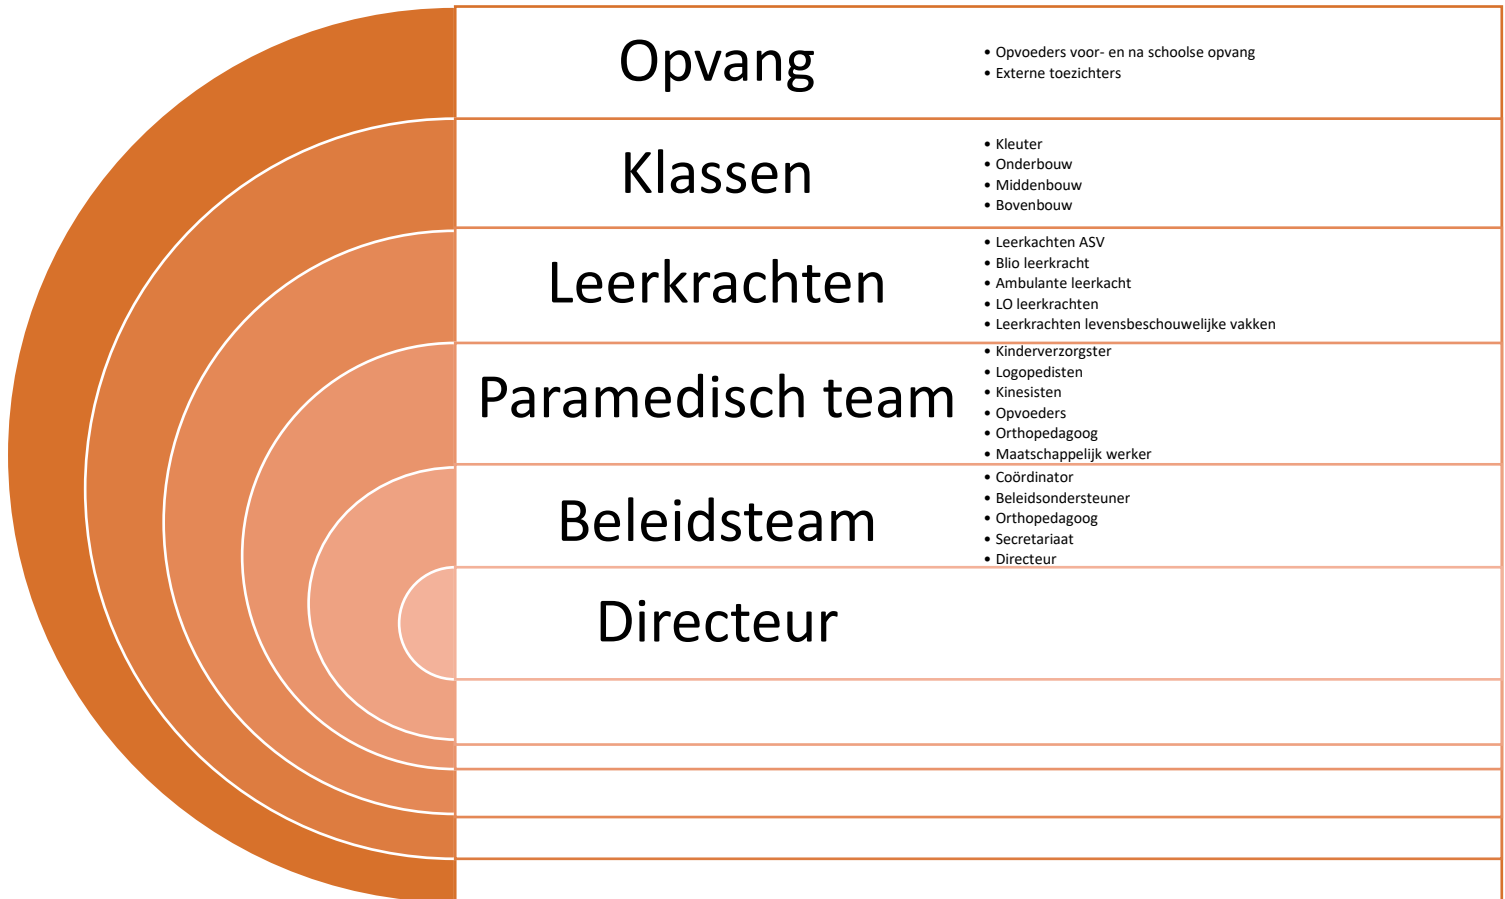 Opvang
• Opvoeders voor- en na schoolse opvang
• Externe toezichters
Klassen
• Kleuter
• Onderbouw
• Middenbouw
• Bovenbouw
Leerkrachten
• Leerkachten ASV
• Blio leerkracht
• Ambulante leerkacht
• LO leerkrachten
• Leerkrachten levensbeschouwelijke vakken
Paramedisch team
• Kinderverzorgster
• Logopedisten
• Kinesisten
• Opvoeders
• Orthopedagoog
• Maatschappelijk werker
Beleidsteam
• Coördinator
• Beleidsondersteuner
• Orthopedagoog
• Secretariaat
• Directeur
Directeur